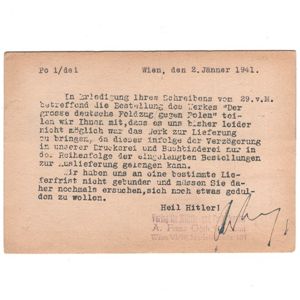 Po 1/dei Wien, den 2. Jänner 1941.
In Erledigung Ihres Schreibens vom 29.v.M.
betreffend die Bestellung des Werkes "Der
grosse deutsche Feldzug gegen Polen" tei-
len wir Ihnen mit, dass es uns bisher leider
nicht möglich war das Werk zur Lieferung
zu bringen, da dieses infolge der Verzögerung
in unserer Druckerei und Buchbinderei nur in
der Reihenfolge der eingelangten Bestellungen
zur Auslieferung gelangen kann.
Wir haben uns an eine bestimmte Lie-
ferfrist nicht gebunden und müssen Sie da-
her nochmals ersuchen, sich noch etwas gedul-
den zu wollen.
Heil Hitler!
A. Franz
Wien